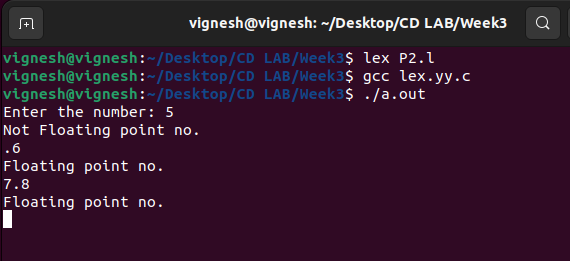 vignesh@vignesh: ~/Desktop/CD LAB/Week3
vignesh@vignesh:~/Desktop/CD LAB/Week3$ lex P2.l
vignesh@vignesh:~/Desktop/CD LAB/Week3$ gcc lex.yy.c
vignesh@vignesh:~/Desktop/CD LAB/Week3$ ./a.out
Enter the number: 5
Not Floating point no.
.6
Floating point no.
7.8
Floating point no.